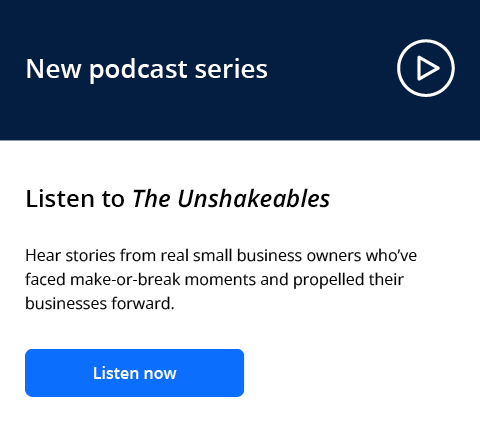 New podcast series
Listen to The Unshakeables
Hear stories from real small business owners who’ve
faced make-or-break moments and propelled their
businesses forward.
Listen now